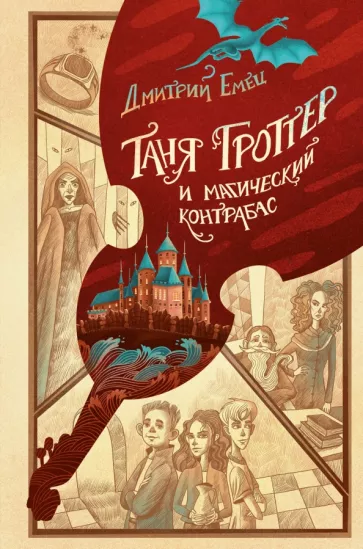 Дмитрий Емец
Таня Гроттер
и магический
контрабас